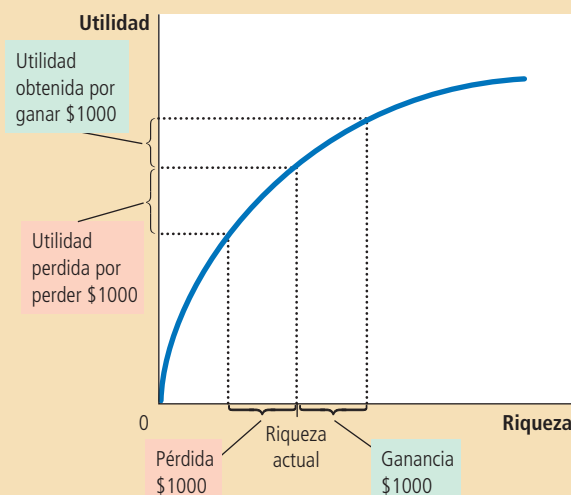 Utilidad
Utilidad
obtenida por
ganar $1000
Utilidad
perdida por
perder $1000
0
Riqueza
actual
Riqueza
Pérdida
$1000
Ganancia
$1000